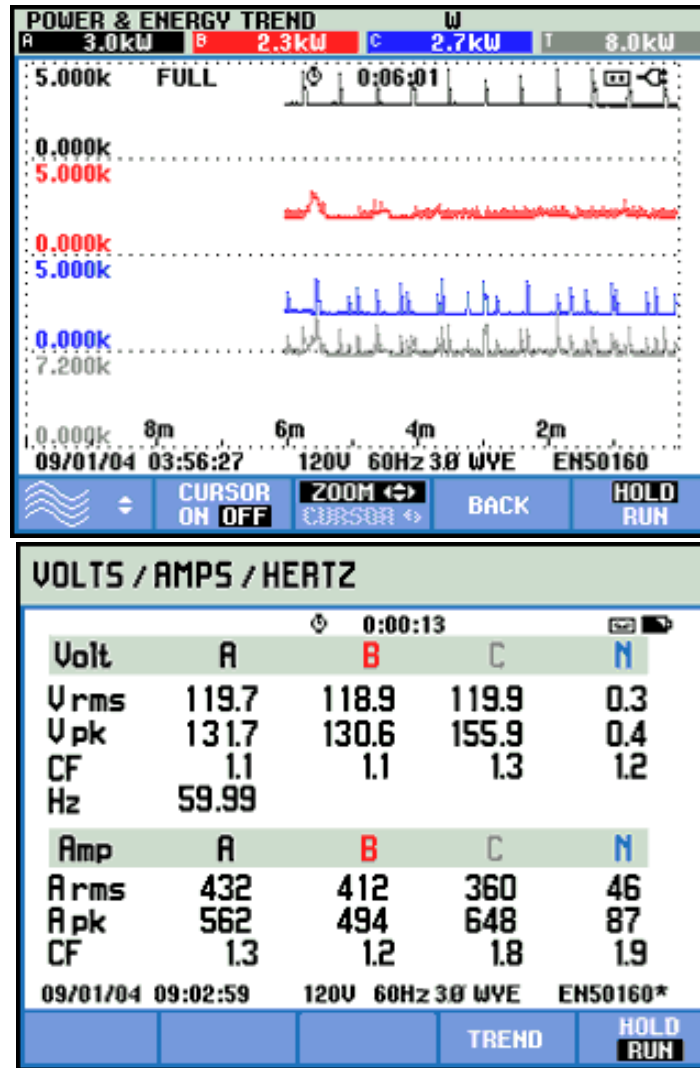 POWER & ENERGY TREND W
A 3.0kW B 2.3kW C 2.7kW T 8.0kW
5.000k FULL 0:06:01
0.000k
5.000k
0.000k
5.000k
0.000k
7.200k
0.000k 8m 6m 4m 2m
09/01/04 03:56:27 120V 60Hz 3Ø WYE EN50160
CURSOR ZOOM BACK HOLD
ON OFF CURSOR RUN
VOLTS / AMPS / HERTZ
0:00:13
Volt A B C N
Vrms 119.7 118.9 119.9 0.3
Vpk 131.7 130.6 155.9 0.4
CF 1.1 1.1 1.3 1.2
Hz 59.99
Amp A B C N
Arms 432 412 360 46
Apk 562 494 648 87
CF 1.3 1.2 1.8 1.9
09/01/04 09:02:59 120V 60Hz 3Ø WYE EN50160*
TREND HOLD
RUN